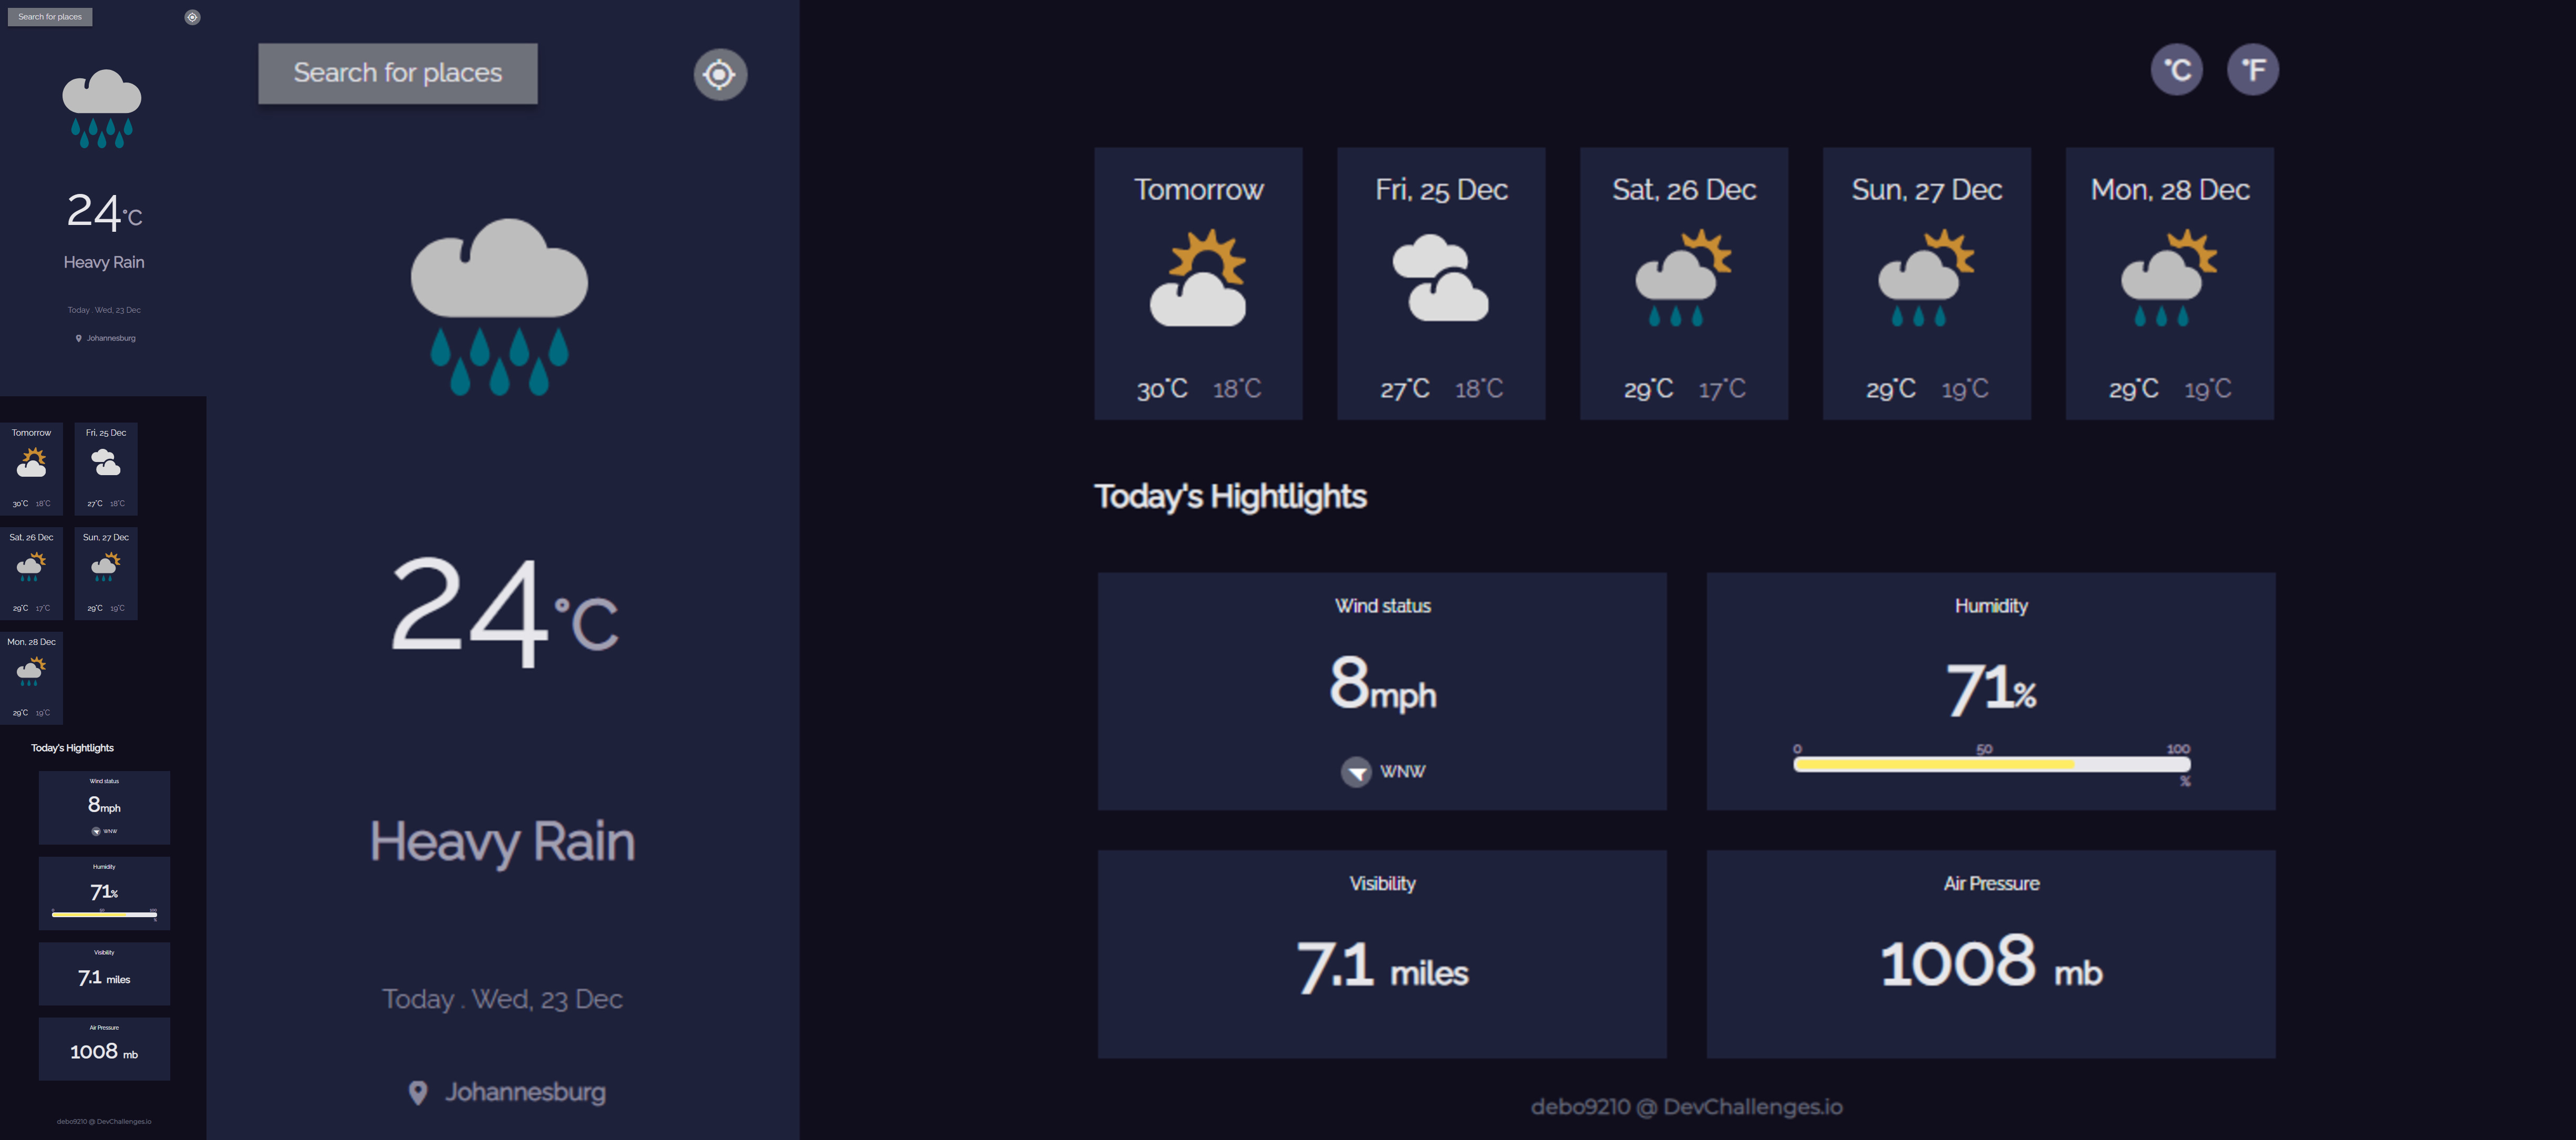 Search for places
24°C
Heavy Rain
Today . Wed, 23 Dec
Johannesburg
Tomorrow
30°C 18°C
Fri, 25 Dec
27°C 18°C
Sat, 26 Dec
29°C 17°C
Sun, 27 Dec
29°C 19°C
Mon, 28 Dec
29°C 19°C
Today's Hightlights
Wind status
8mph
WNW
Humidity
71%
0 50 100
%
Visibility
7.1 miles
Air Pressure
1008 mb
debo9210 @ DevChallenges.io
Search for places
24°C
Heavy Rain
Today . Wed, 23 Dec
Johannesburg
°C °F
Tomorrow
30°C 18°C
Fri, 25 Dec
27°C 18°C
Sat, 26 Dec
29°C 17°C
Sun, 27 Dec
29°C 19°C
Mon, 28 Dec
29°C 19°C
Today's Hightlights
Wind status
8mph
WNW
Humidity
71%
0 50 100
%
Visibility
7.1 miles
Air Pressure
1008 mb
debo9210 @ DevChallenges.io